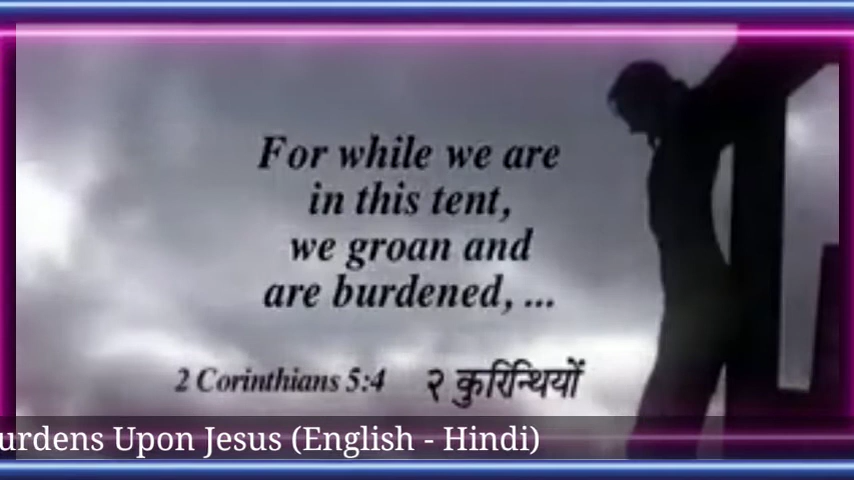 For while we are
in this tent,
we groan and
are burdened, ...
2 Corinthians 5:4 २ कुरिन्थियों
urdens Upon Jesus (English - Hindi)